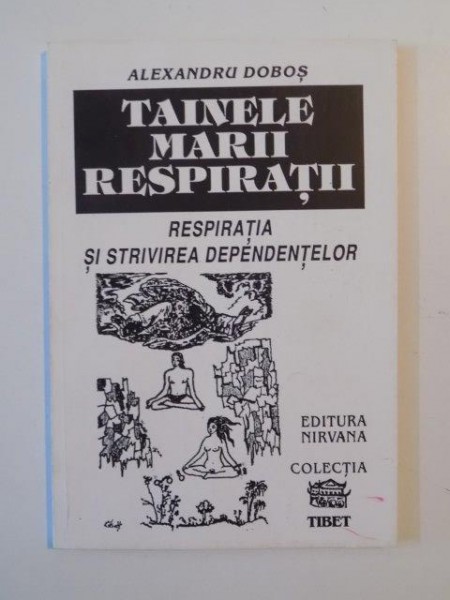 ALEXANDRU DOBOȘ
TAINELE
MARII
RESPIRAȚII
RESPIRAȚIA
ȘI STRIVIREA DEPENDENȚELOR
EDITURA
NIRVANA
COLECȚIA
TIBET